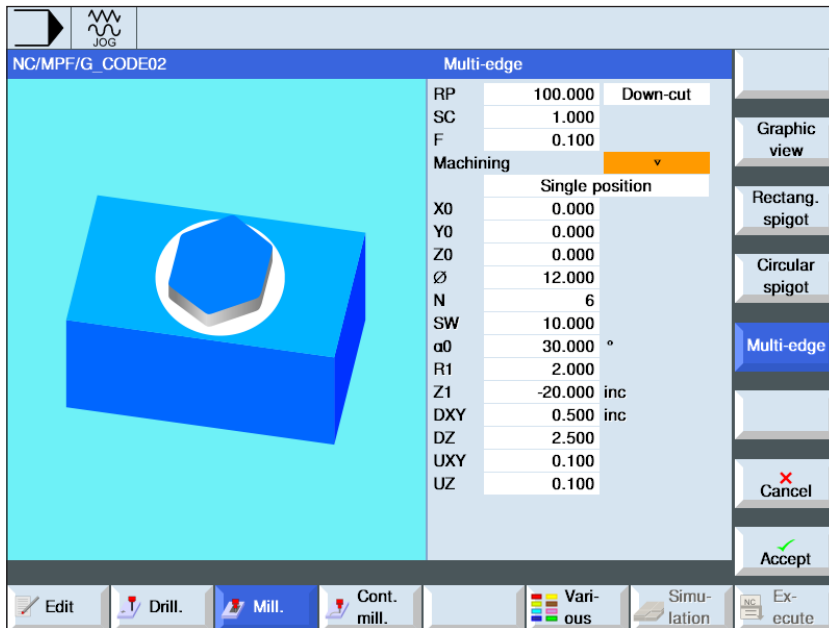 JOG
NC/MPF/G_CODE02
Multi-edge
RP 100.000 Down-cut
SC 1.000
F 0.100
Machining ▽
Single position
X0 0.000
Y0 0.000
Z0 0.000
Ø 12.000
N 6
SW 10.000
α0 30.000 °
R1 2.000
Z1 -20.000 inc
DXY 0.500 inc
DZ 2.500
UXY 0.100
UZ 0.100
Graphic
view
Rectang.
spigot
Circular
spigot
Multi-edge
Cancel
Accept
Edit
Drill.
Mill.
Cont.
mill.
Vari-
ous
Simu-
lation
NC
Ex-
ecute